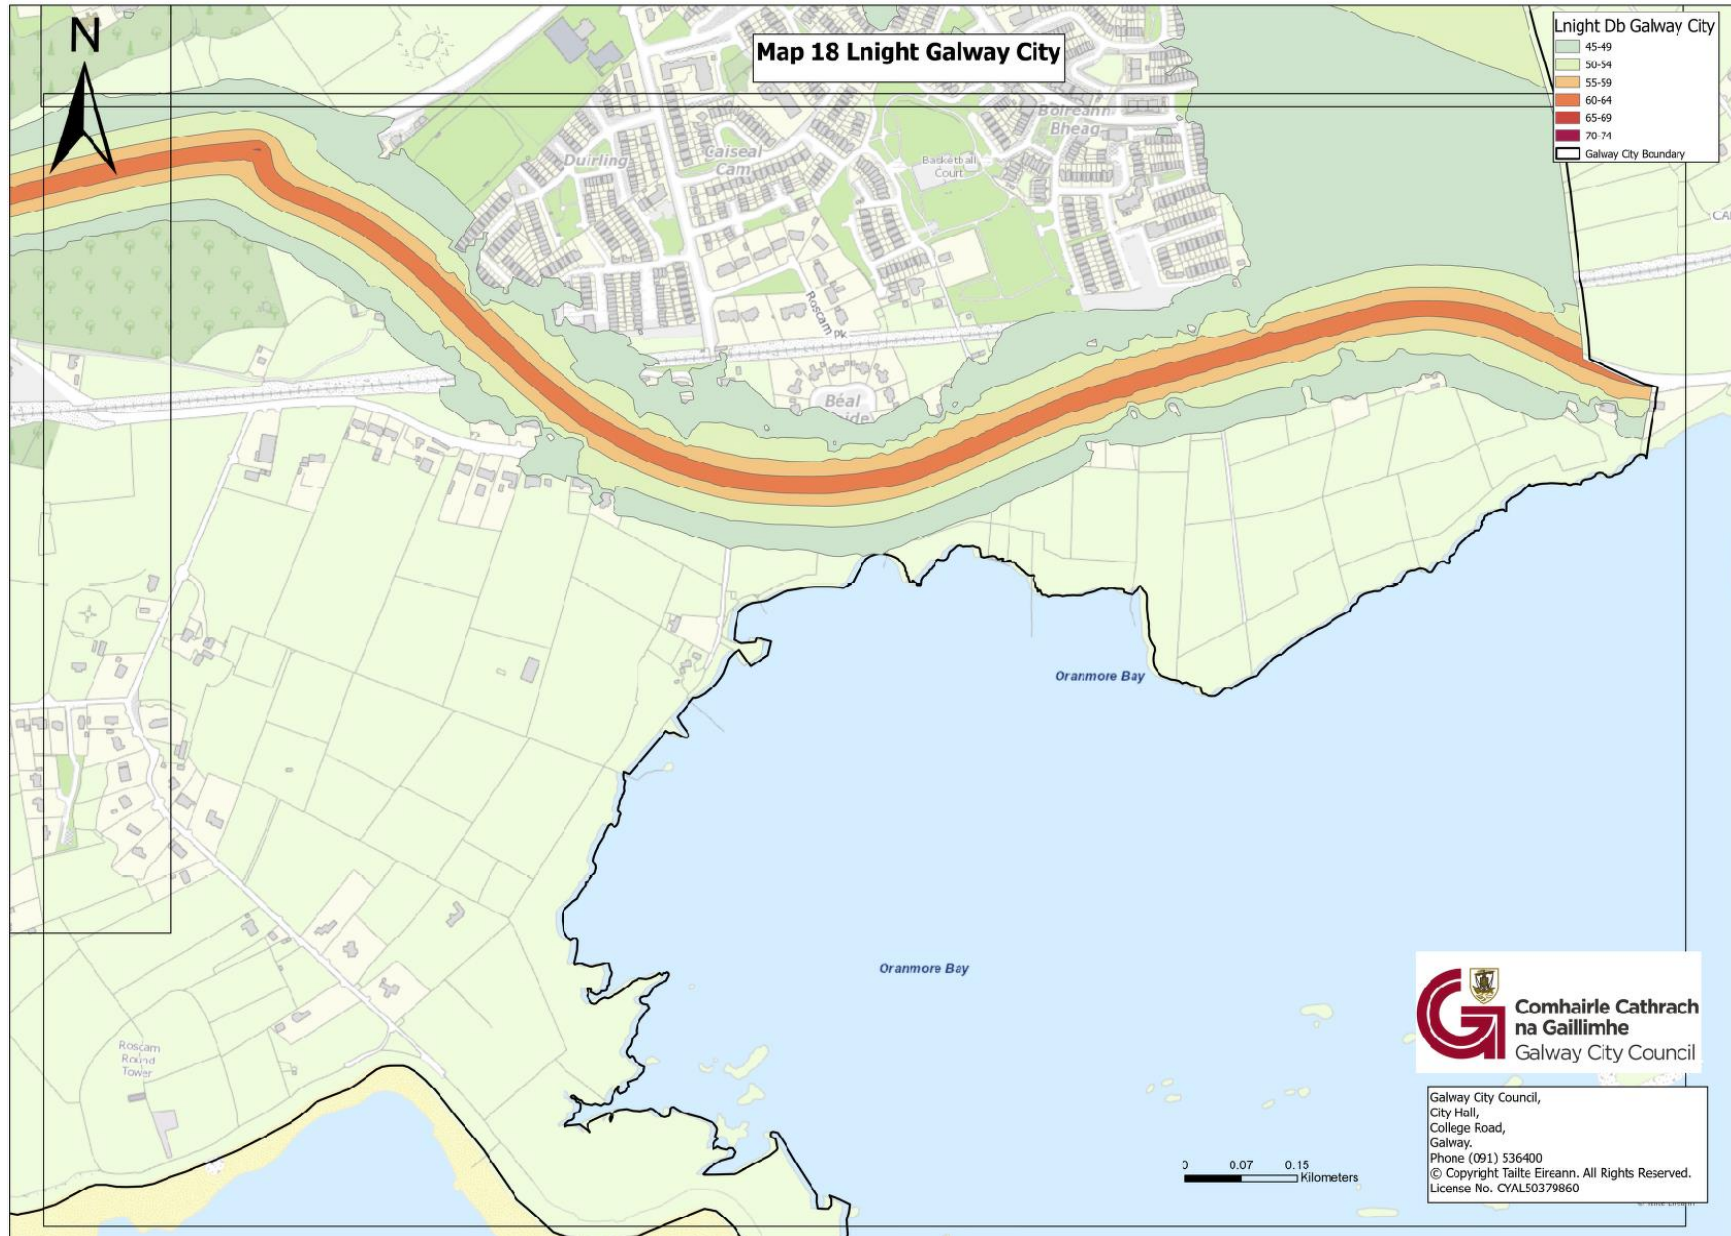 N
Map 18 Lnight Galway City
Lnight Db Galway City
45-49
50-54
55-59
60-64
65-69
70-74
Galway City Boundary
Duirling
Caiseal
Cam
Boireann
Bheag
Basketball
Court
Roscam Pk
Béal
Oranmore Bay
Oranmore Bay
Roscam
Round
Tower
Comhairle Cathrach
na Gaillimhe
Galway City Council
Galway City Council,
City Hall,
College Road,
Galway.
Phone (091) 536400
© Copyright Tailte Eireann. All Rights Reserved.
License No. CYAL50379860
0.07 0.15
Kilometers